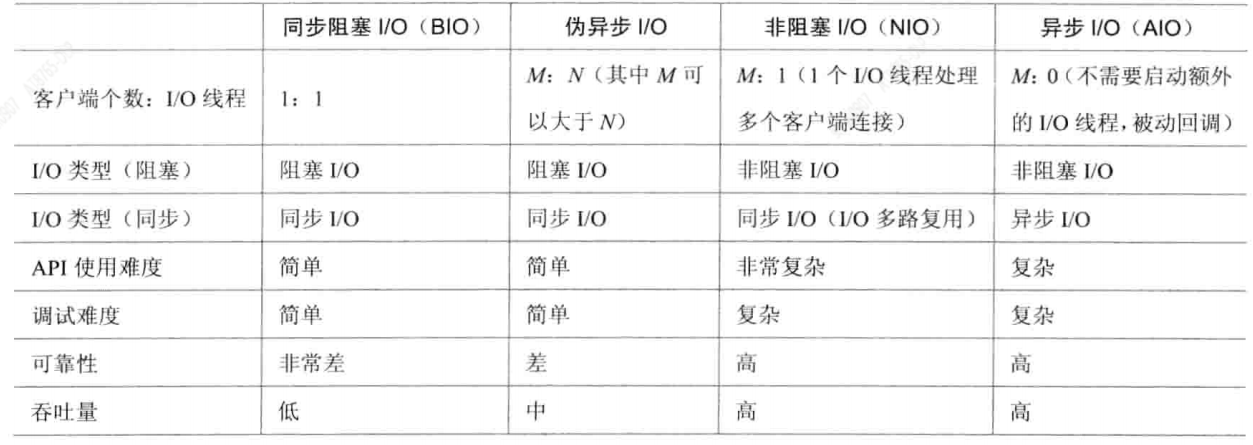 同步阻塞 I/O（BIO） 伪异步 I/O 非阻塞 I/O（NIO） 异步 I/O（AIO）
客户端个数：I/O 线程 1：1 M：N（其中 M 可以大于 N） M：1（1 个 I/O 线程处理多个客户端连接） M：0（不需要启动额外的 I/O 线程，被动回调）
I/O 类型（阻塞） 阻塞 I/O 阻塞 I/O 非阻塞 I/O 非阻塞 I/O
I/O 类型（同步） 同步 I/O 同步 I/O 同步 I/O（I/O 多路复用） 异步 I/O
API 使用难度 简单 简单 非常复杂 复杂
调试难度 简单 简单 复杂 复杂
可靠性 非常差 差 高 高
吞吐量 低 中 高 高